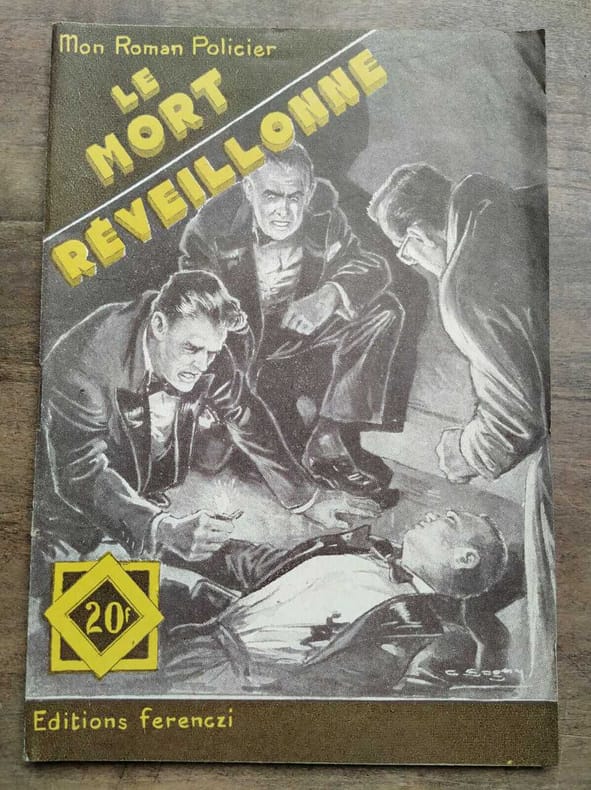 Mon Roman Policier
LE
MORT
RÉVEILLONNE
20F
Editions ferenczi